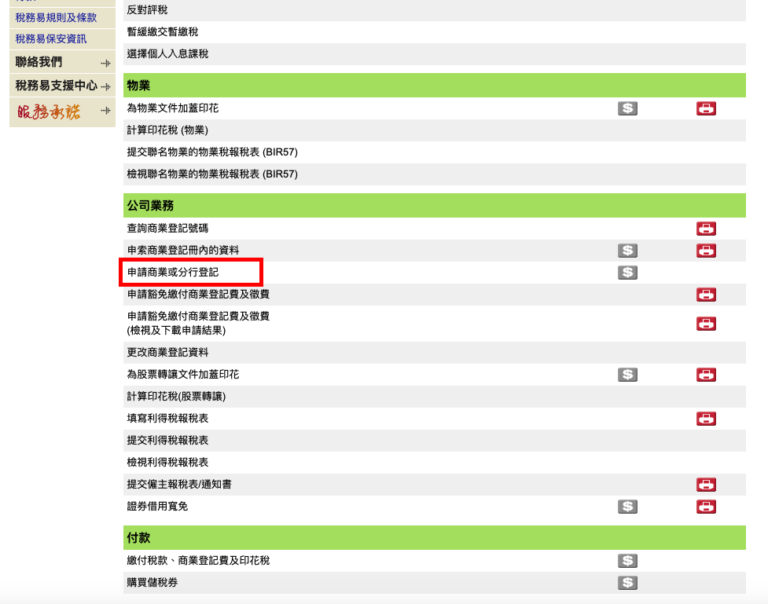 稅務易規則及條款
稅務易保安資訊
聯絡我們
稅務易支援中心
服務承諾
反對評稅
暫緩繳交暫繳稅
選擇個人入息課稅
物業
為物業文件加蓋印花
計算印花稅 (物業)
提交聯名物業的物業稅報稅表 (BIR57)
檢視聯名物業的物業稅報稅表 (BIR57)
公司業務
查詢商業登記號碼
申索商業登記冊內的資料
申請商業或分行登記
申請豁免繳付商業登記費及徵費
申請豁免繳付商業登記費及徵費
(檢視及下載申請結果)
更改商業登記資料
為股票轉讓文件加蓋印花
計算印花稅(股票轉讓)
填寫利得稅報稅表
提交利得稅報稅表
檢視利得稅報稅表
提交僱主報稅表/通知書
證券借用寬免
付款
繳付稅款、商業登記費及印花稅
購買儲稅券